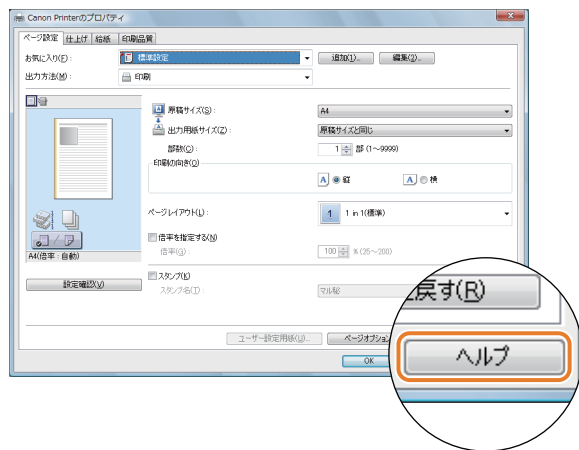 Canon Printerのプロパティ
ページ設定 仕上げ 給紙 印刷品質
お気に入り(F): 標準設定 追加(1)... 編集(2)...
出力方法(M): 印刷
原稿サイズ(S): A4
出力用紙サイズ(Z): 原稿サイズと同じ
部数(C): 1 部 (1~9999)
印刷の向き(O)
A 縦 A 横
ページレイアウト(L): 1 1 in 1(標準)
倍率を指定する(N)
倍率(G): 100 % (25~200)
A4(倍率:自動)
設定確認(V)
スタンプ(K)
スタンプ名(T): マル秘
戻す(R)
ユーザー設定用紙(U)... ページオプショ
OK
ヘルプ